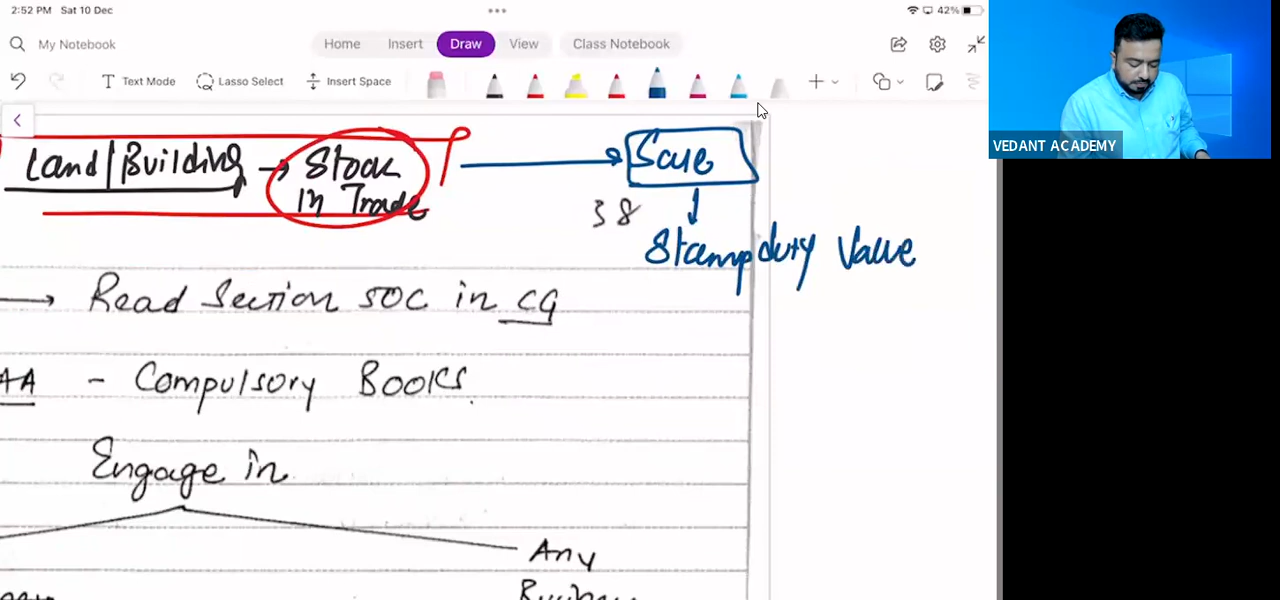 2:52 PM Sat 10 Dec
42%
My Notebook
Home Insert Draw View Class Notebook
Text Mode Lasso Select Insert Space
VEDANT ACADEMY
Land/Building → Stock Sale
In Trade
38
Stamp duty Value
→ Read Section 50C in CG
AA - Compulsory Books.
Engage in
Any